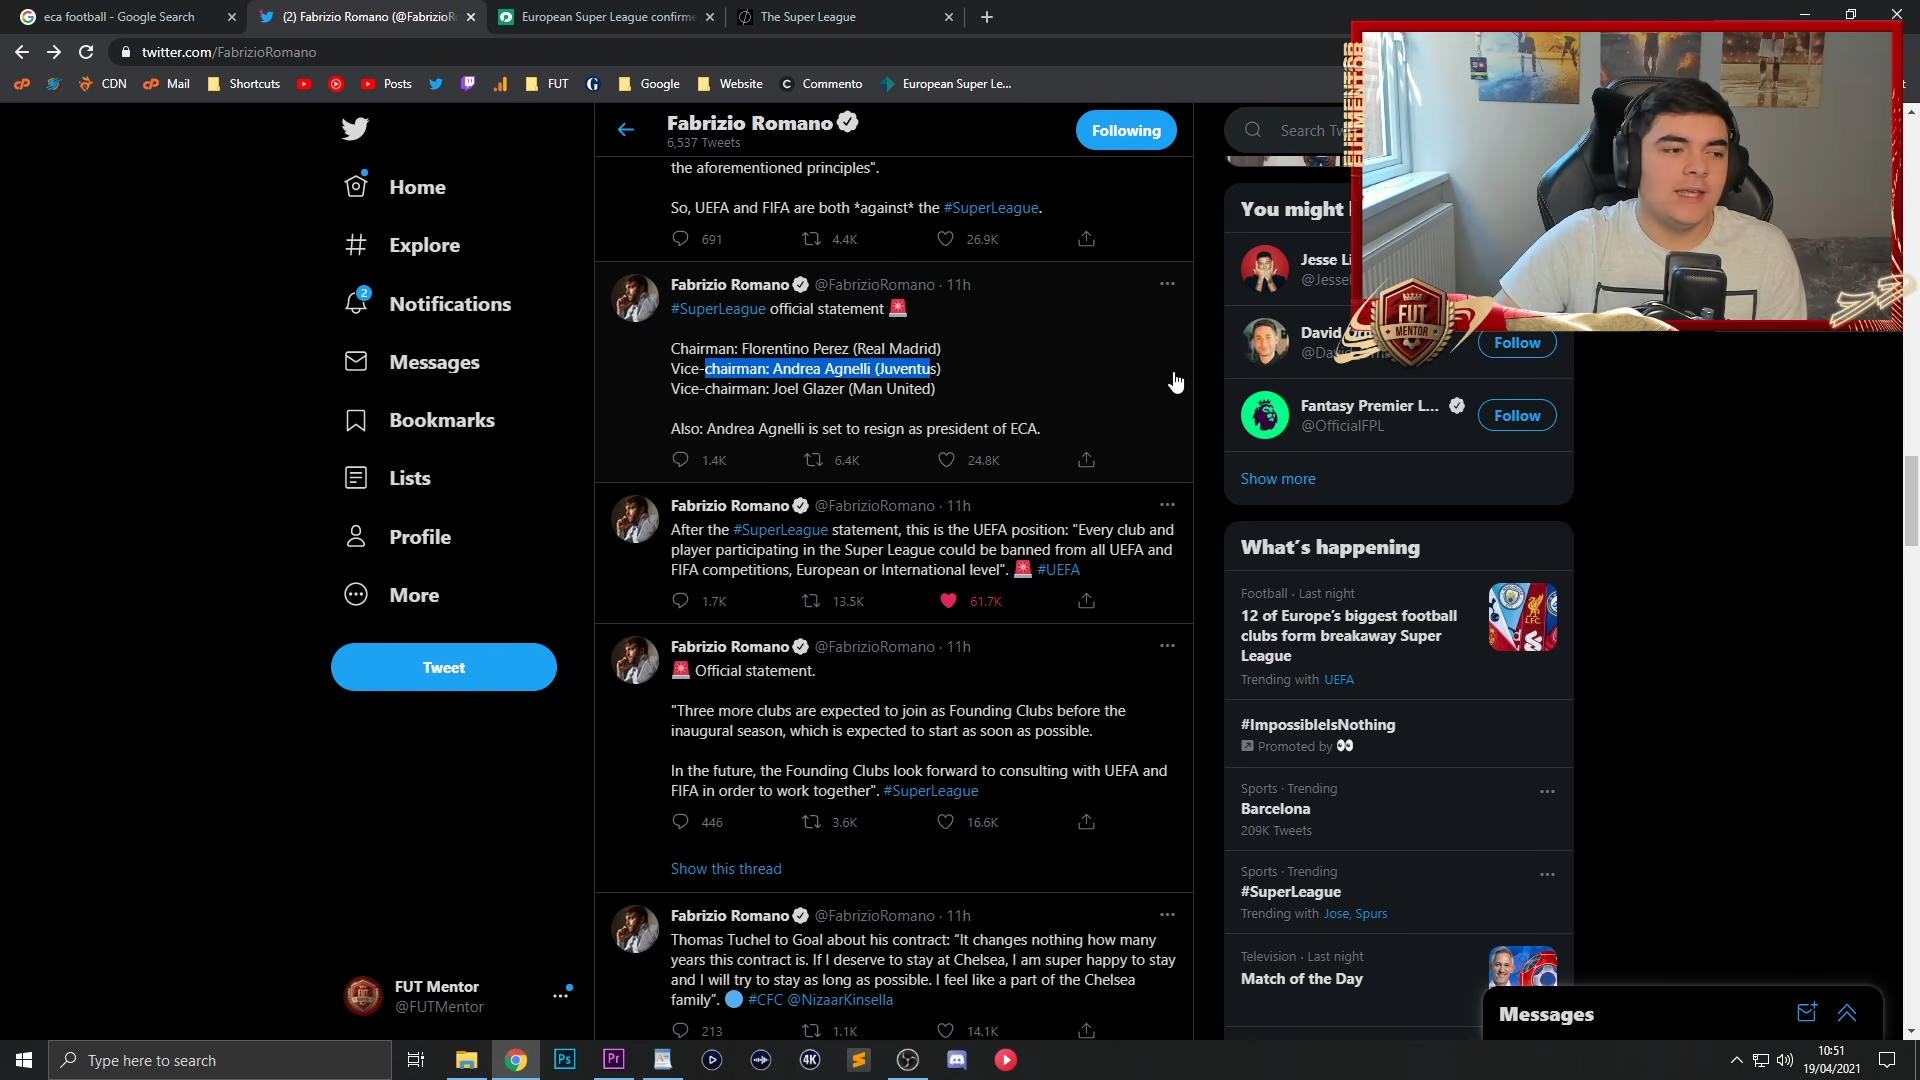 eca football - Google Search
(2) Fabrizio Romano (@FabrizioR
European Super League confirme
The Super League
twitter.com/FabrizioRomano
CDN
Mail
Shortcuts
Posts
FUT
Google
Website
Commento
European Super Le...
Home
Explore
2
Notifications
Messages
Bookmarks
Lists
Profile
More
Tweet
FUT Mentor
@FUTMentor
Fabrizio Romano
6,537 Tweets
Following
the aforementioned principles".
So, UEFA and FIFA are both *against* the #SuperLeague.
691 4.4K 26.9K
Fabrizio Romano @FabrizioRomano · 11h
#SuperLeague official statement
Chairman: Florentino Perez (Real Madrid)
Vice-chairman: Andrea Agnelli (Juventus)
Vice-chairman: Joel Glazer (Man United)
Also: Andrea Agnelli is set to resign as president of ECA.
1.4K 6.4K 24.8K
Fabrizio Romano @FabrizioRomano · 11h
After the #SuperLeague statement, this is the UEFA position: "Every club and
player participating in the Super League could be banned from all UEFA and
FIFA competitions, European or International level". #UEFA
1.7K 13.5K 61.7K
Fabrizio Romano @FabrizioRomano · 11h
Official statement.
"Three more clubs are expected to join as Founding Clubs before the
inaugural season, which is expected to start as soon as possible.
In the future, the Founding Clubs look forward to consulting with UEFA and
FIFA in order to work together". #SuperLeague
446 3.6K 16.6K
Show this thread
Fabrizio Romano @FabrizioRomano · 11h
Thomas Tuchel to Goal about his contract: “It changes nothing how many
years this contract is. If I deserve to stay at Chelsea, I am super happy to stay
and I will try to stay as long as possible. I feel like a part of the Chelsea
family”. #CFC @NizaarKinsella
213 1.1K 14.1K
Search Tw
You might
Jesse Li
@Jessel
David
@Davi
Follow
Fantasy Premier L...
@OfficialFPL
Follow
Show more
What's happening
Football · Last night
12 of Europe's biggest football
clubs form breakaway Super
League
Trending with UEFA
#ImpossibleIsNothing
Promoted by
Sports · Trending
Barcelona
209K Tweets
Sports · Trending
#SuperLeague
Trending with Jose, Spurs
Television · Last night
Match of the Day
Messages
FUT
MENTOR
Type here to search
Ps
Pr
4K
10:51
19/04/2021